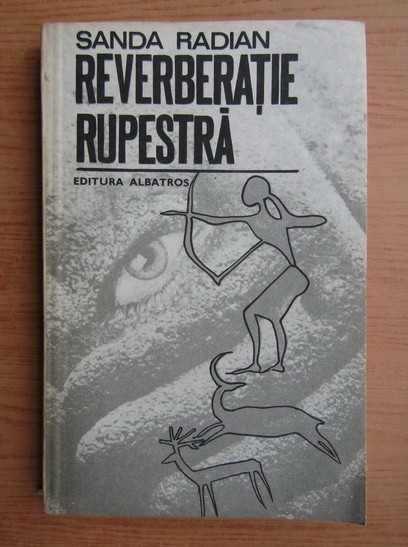 SANDA RADIAN
REVERBERAȚIE
RUPESTRĂ
EDITURA ALBATROS